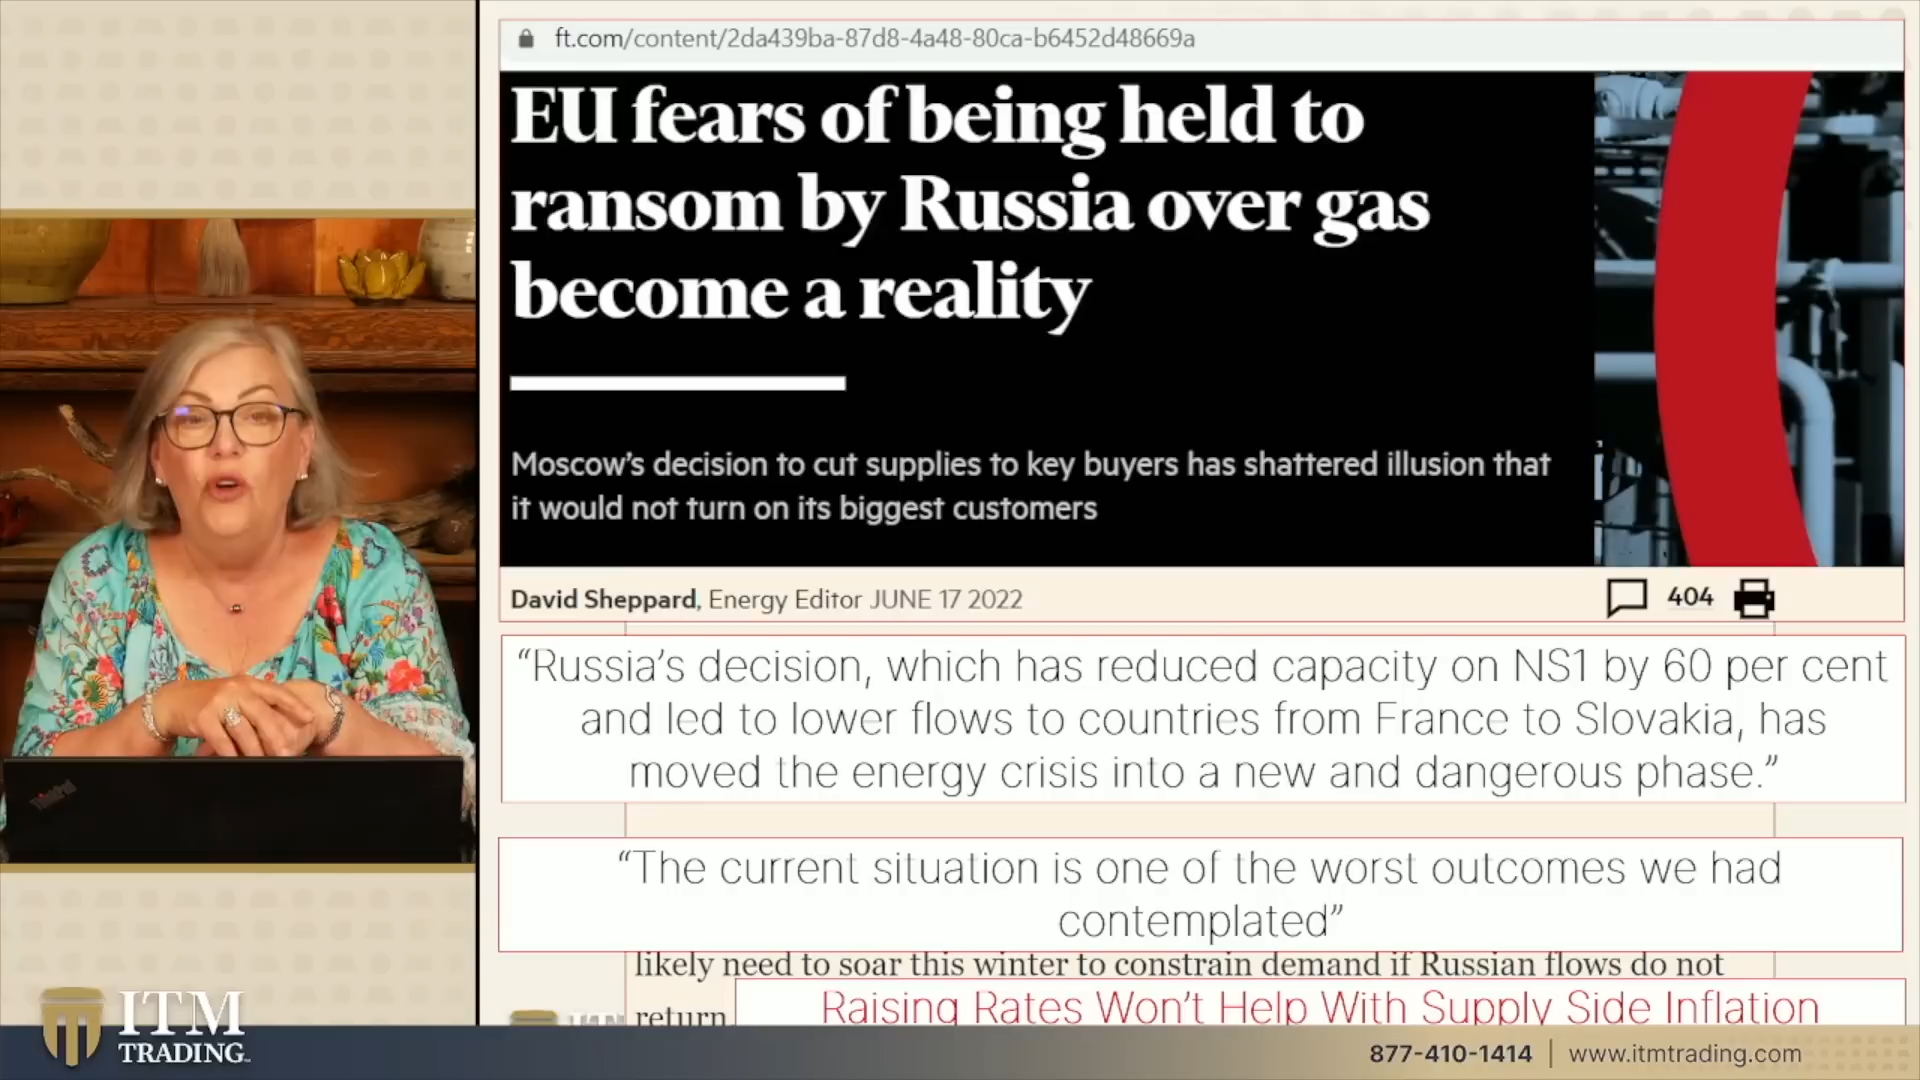 ft.com/content/2da439ba-87d8-4a48-80ca-b6452d48669a
EU fears of being held to
ransom by Russia over gas
become a reality
Moscow's decision to cut supplies to key buyers has shattered illusion that
it would not turn on its biggest customers
David Sheppard, Energy Editor JUNE 17 2022
404
“Russia’s decision, which has reduced capacity on NS1 by 60 per cent
and led to lower flows to countries from France to Slovakia, has
moved the energy crisis into a new and dangerous phase.”
“The current situation is one of the worst outcomes we had
contemplated”
likely need to soar this winter to constrain demand if Russian flows do not
return
Raising Rates Won’t Help With Supply Side Inflation
ThinkPad
ITM
TRADING
877-410-1414 | www.itmtrading.com